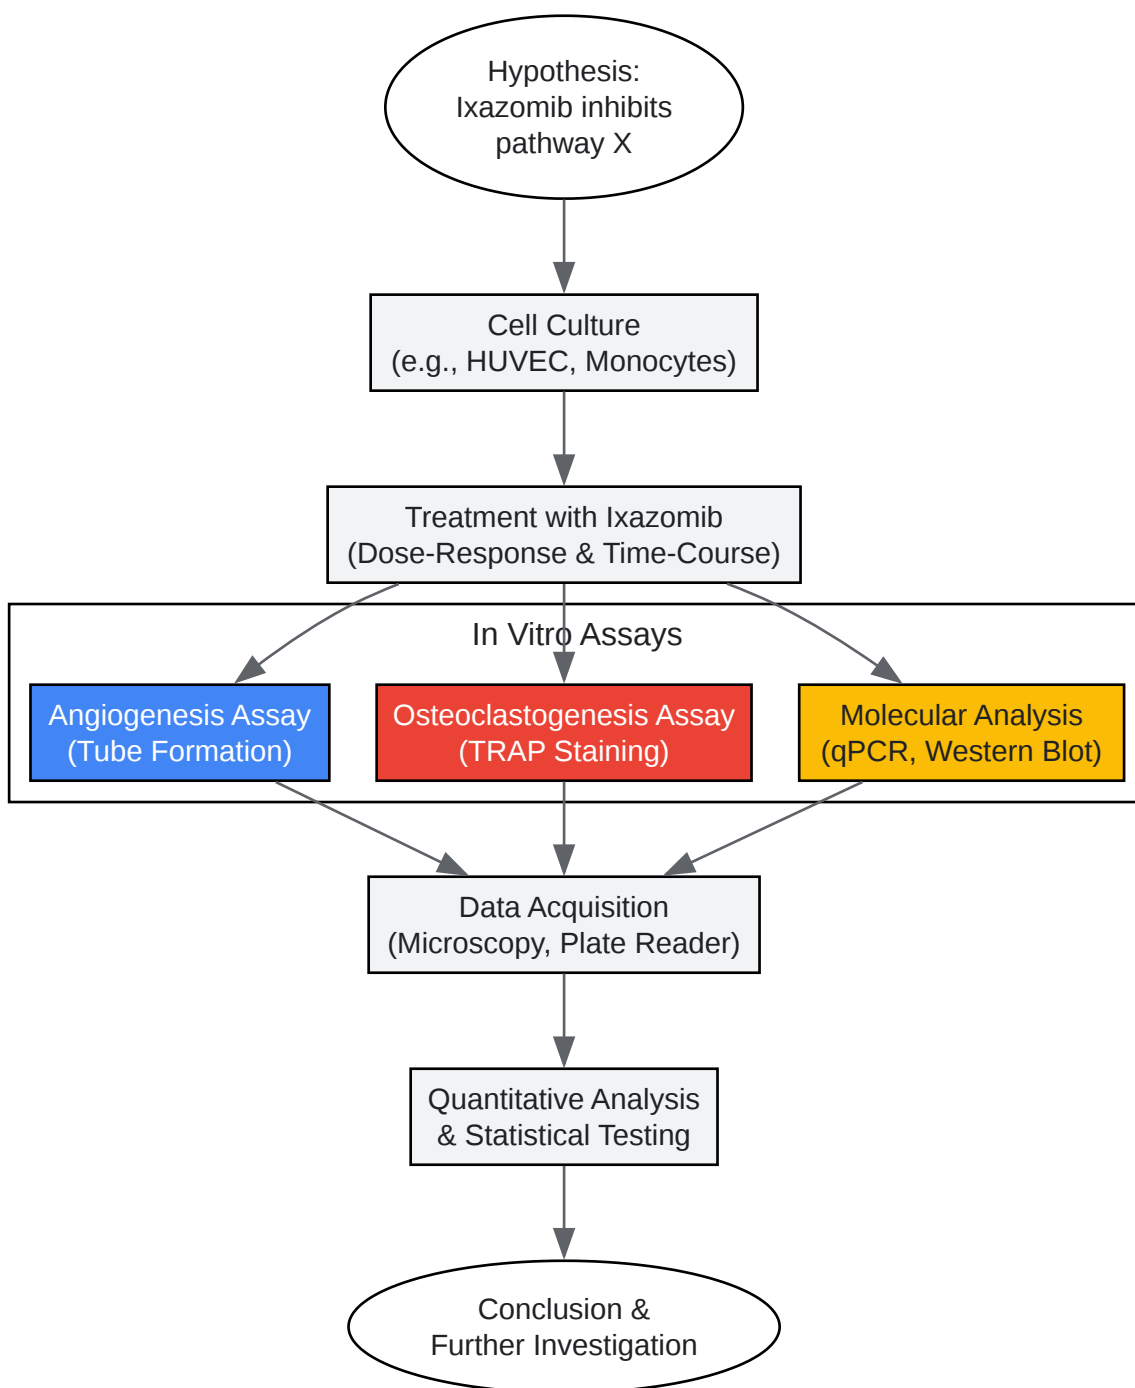 Hypothesis:
Ixazomib inhibits
pathway X
Cell Culture
(e.g., HUVEC, Monocytes)
Treatment with Ixazomib
(Dose-Response & Time-Course)
In Vitro Assays
Angiogenesis Assay
(Tube Formation)
Osteoclastogenesis Assay
(TRAP Staining)
Molecular Analysis
(qPCR, Western Blot)
Data Acquisition
(Microscopy, Plate Reader)
Quantitative Analysis
& Statistical Testing
Conclusion &
Further Investigation